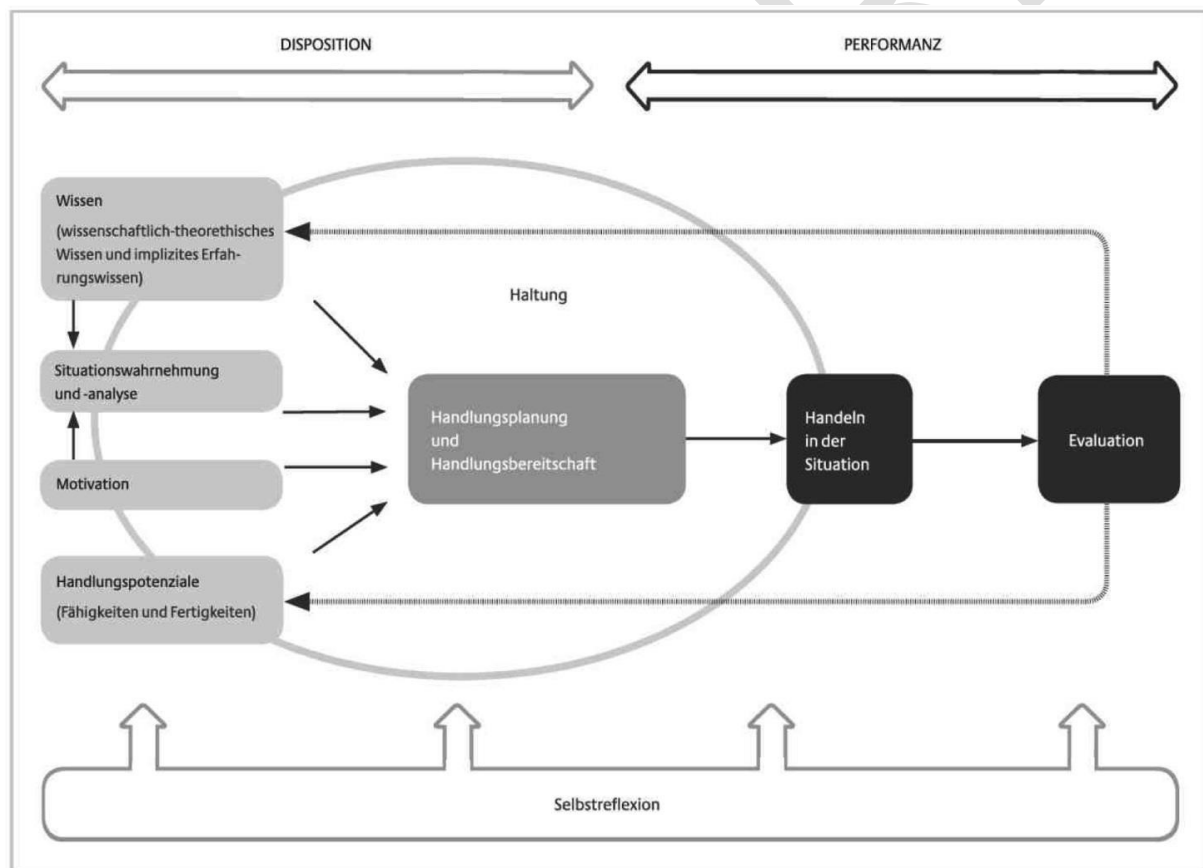 DISPOSITION
PERFORMANZ
Wissen
(wissenschaftlich-theorethisches
Wissen und implizites Erfah-
rungswissen)
Haltung
Situationswahrnehmung
und -analyse
Motivation
Handlungspotenziale
(Fähigkeiten und Fertigkeiten)
Handlungsplanung
und
Handlungsbereitschaft
Handeln
in der
Situation
Evaluation
Selbstreflexion